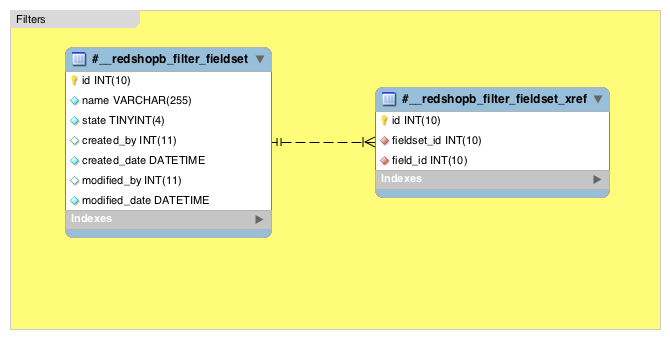 Filters
#__redshopb_filter_fieldset
id INT(10)
name VARCHAR(255)
state TINYINT(4)
created_by INT(11)
created_date DATETIME
modified_by INT(11)
modified_date DATETIME
Indexes
#__redshopb_filter_fieldset_xref
id INT(10)
fieldset_id INT(10)
field_id INT(10)
Indexes